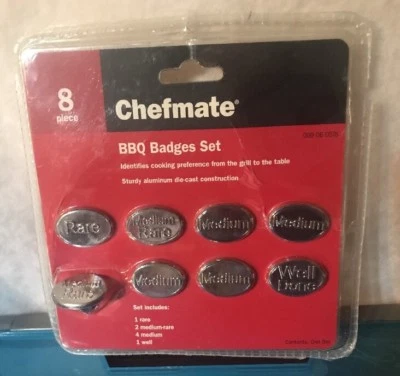 8
piece
Chefmate®
BBQ Badges Set
Identifies cooking preference from the grill to the table
Sturdy aluminum die-cast construction
Rare
Medium
Rare
Medium
Medium
Medium
Rare
Medium
Medium
Well
Done
Set includes:
1 rare
2 medium-rare
4 medium
1 well